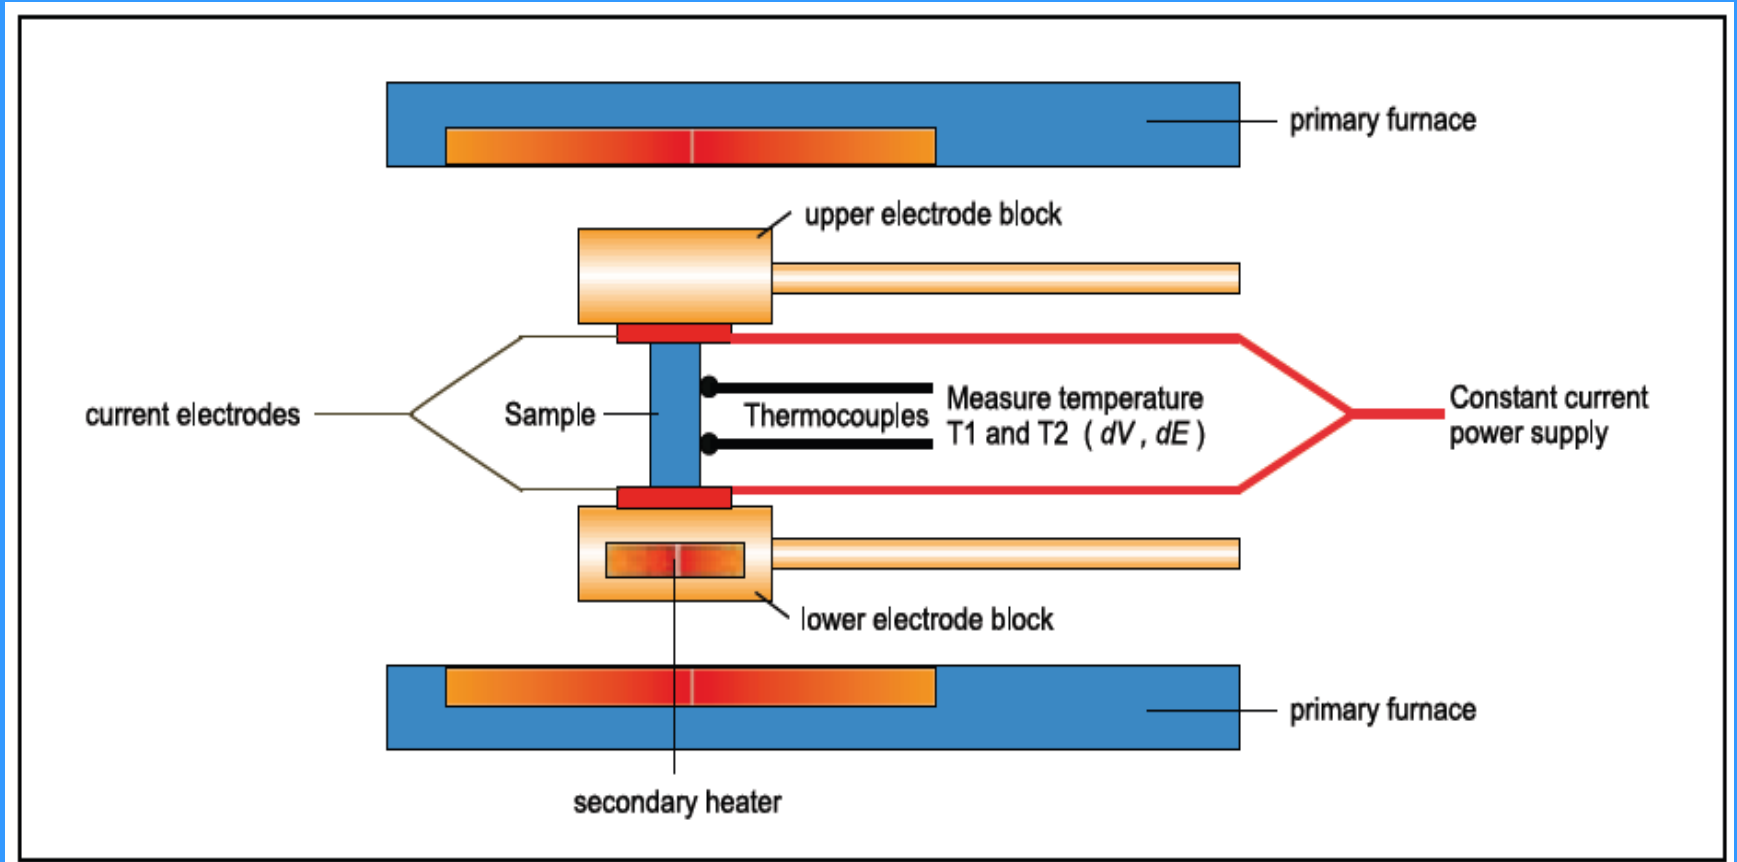 primary furnace
upper electrode block
current electrodes
Sample
Thermocouples
Measure temperature
T1 and T2 ( dV , dE )
Constant current
power supply
lower electrode block
primary furnace
secondary heater